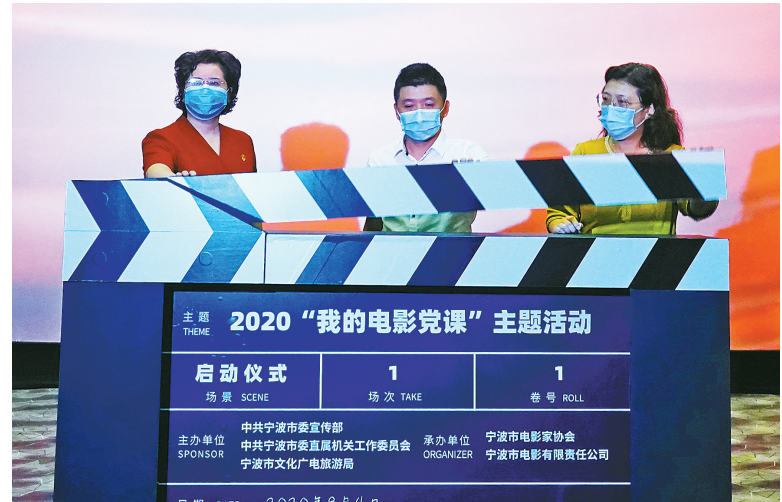 主题 THEME 2020“我的电影党课”主题活动
启动仪式 1 1
场景 SCENE 场次 TAKE 卷号 ROLL
主办单位 SPONSOR
中共宁波市委宣传部
中共宁波市委直属机关工作委员会
宁波市文化广电旅游局
承办单位 ORGANIZER
宁波市电影家协会
宁波市电影有限责任公司